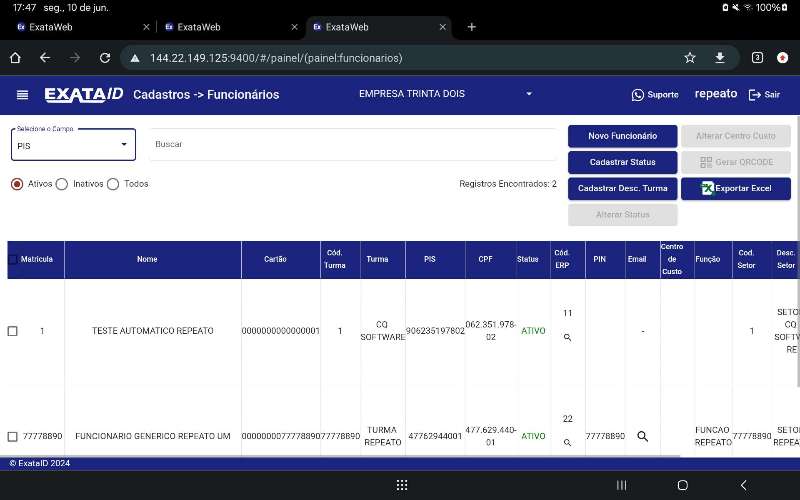 17:47 seg., 10 de jun. 100%
ExataWeb
ExataWeb
ExataWeb
144.22.149.125:9400/#/painel/(painel:funcionarios)
3
EXATAID Cadastros -> Funcionários EMPRESA TRINTA DOIS Suporte repeato Sair
Selecione o Campo
PIS
Buscar
Novo Funcionário Alterar Centro Custo
Cadastrar Status Gerar QRCODE
Ativos Inativos Todos Registros Encontrados: 2 Cadastrar Desc. Turma Exportar Excel
Alterar Status
Matricula Nome Cartão Cód. Turma Turma PIS CPF Status Cód. ERP PIN Email Centro de Custo Função Cod. Setor Desc. Setor
1 TESTE AUTOMATICO REPEATO 0000000000000001 1 CQ SOFTWARE 906235197802 062.351.978-02 ATIVO 11 - 1 SETO CQ SOFTW RE
77778890 FUNCIONARIO GENERICO REPEATO UM 0000000077778890 77778890 TURMA REPEATO 47762944001 477.629.440-01 ATIVO 22 77778890 FUNCAO REPEATO 77778890 SETO REPEA
© ExataID 2024